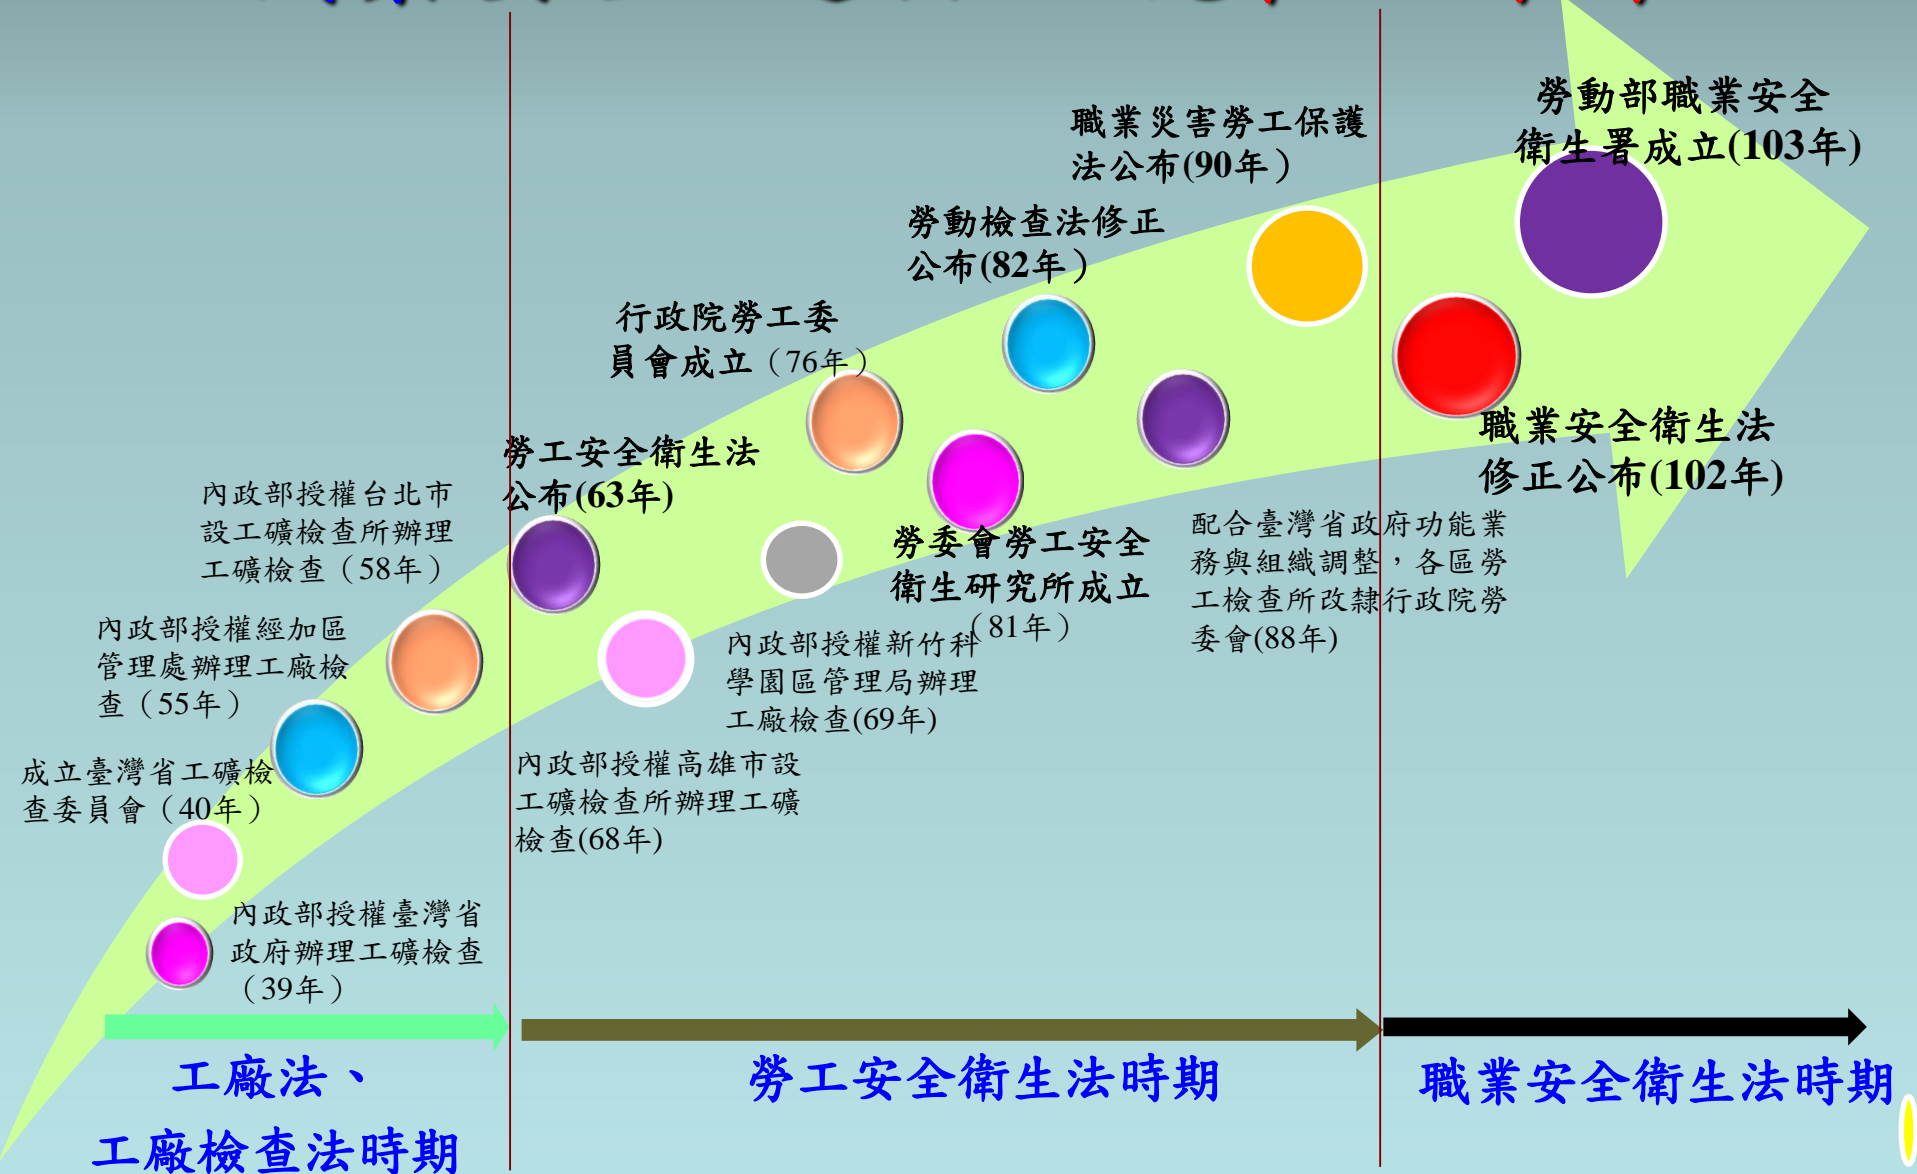 勞動部職業安全
衛生署成立(103年)
職業災害勞工保護
法公布(90年）
勞動檢查法修正
公布(82年）
行政院勞工委
員會成立（76年）
職業安全衛生法
修正公布(102年)
勞工安全衛生法
公布(63年)
內政部授權台北市
設工礦檢查所辦理
工礦檢查（58年）
配合臺灣省政府功能業
務與組織調整，各區勞
工檢查所改隸行政院勞
委會(88年)
勞委會勞工安全
衛生研究所成立
（81年）
內政部授權經加區
管理處辦理工廠檢
查（55年）
內政部授權新竹科
學園區管理局辦理
工廠檢查(69年)
成立臺灣省工礦檢
查委員會（40年）
內政部授權高雄市設
工礦檢查所辦理工礦
檢查(68年)
內政部授權臺灣省
政府辦理工礦檢查
（39年）
工廠法、
工廠檢查法時期
勞工安全衛生法時期
職業安全衛生法時期